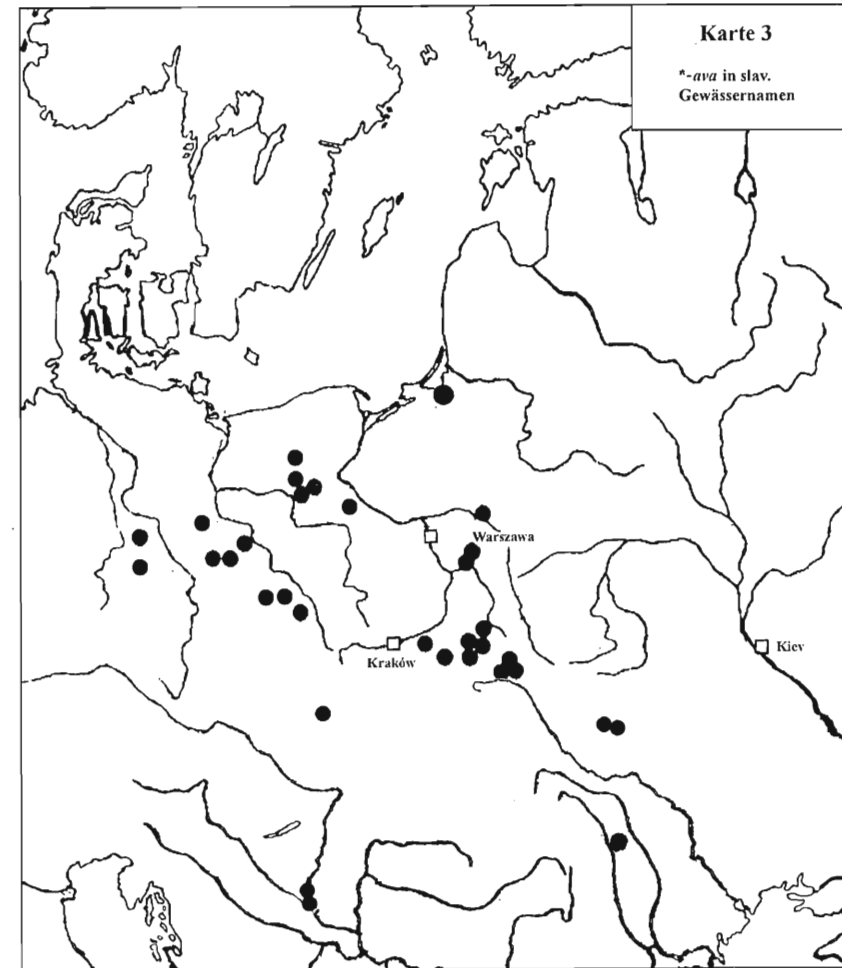 Karte 3
*-ava in slav.
Gewässernamen
Warszawa
Kraków
Kiev